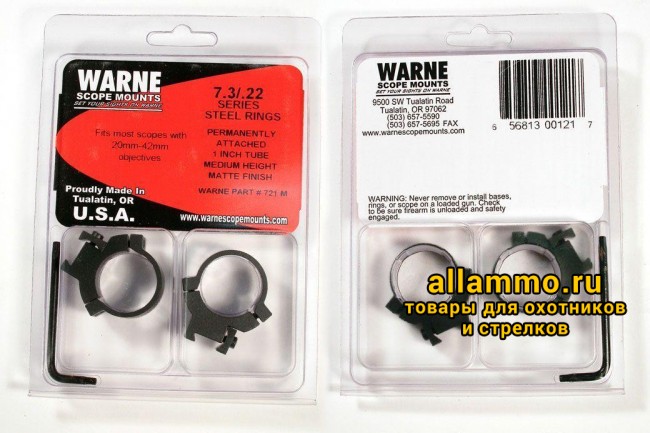 WARNE
SCOPE MOUNTS
SET YOUR SIGHTS ON WARNE
7.3/.22
SERIES
STEEL RINGS
Fits most scopes with
20mm-42mm
objectives.
PERMANENTLY
ATTACHED
1 INCH TUBE
MEDIUM HEIGHT
MATTE FINISH
WARNE PART # 721 M
Proudly Made In
Tualatin, OR
U.S.A.
www.warnescopemounts.com
WARNE
SCOPE MOUNTS
SET YOUR SIGHTS ON WARNE
9500 SW Tualatin Road
Tualatin, OR 97062
(503) 657-5590
(503) 657-5695 FAX
www.warnescopemounts.com
6 56813 00121 7
WARNING: Never remove or install bases,
rings, or scope on a loaded gun. Check
to be sure firearm is unloaded and safety
engaged.
allammo.ru
товары для охотников
и стрелков